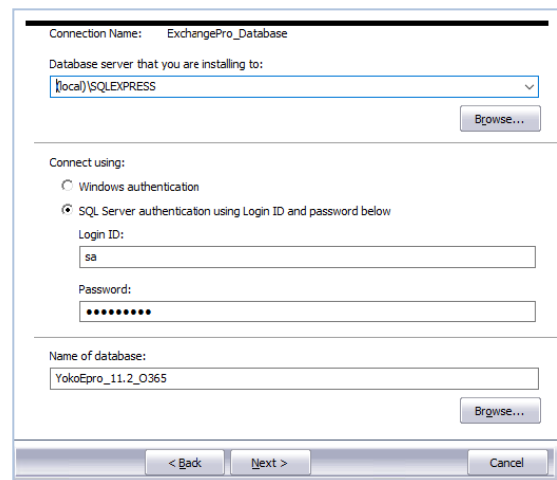 Connection Name: ExchangePro_Database
Database server that you are installing to:
(local)\SQLEXPRESS
Browse...
Connect using:
Windows authentication
SQL Server authentication using Login ID and password below
Login ID:
sa
Password:
•••••••••
Name of database:
YokoEpro_11.2_O365
Browse...
< Back Next > Cancel